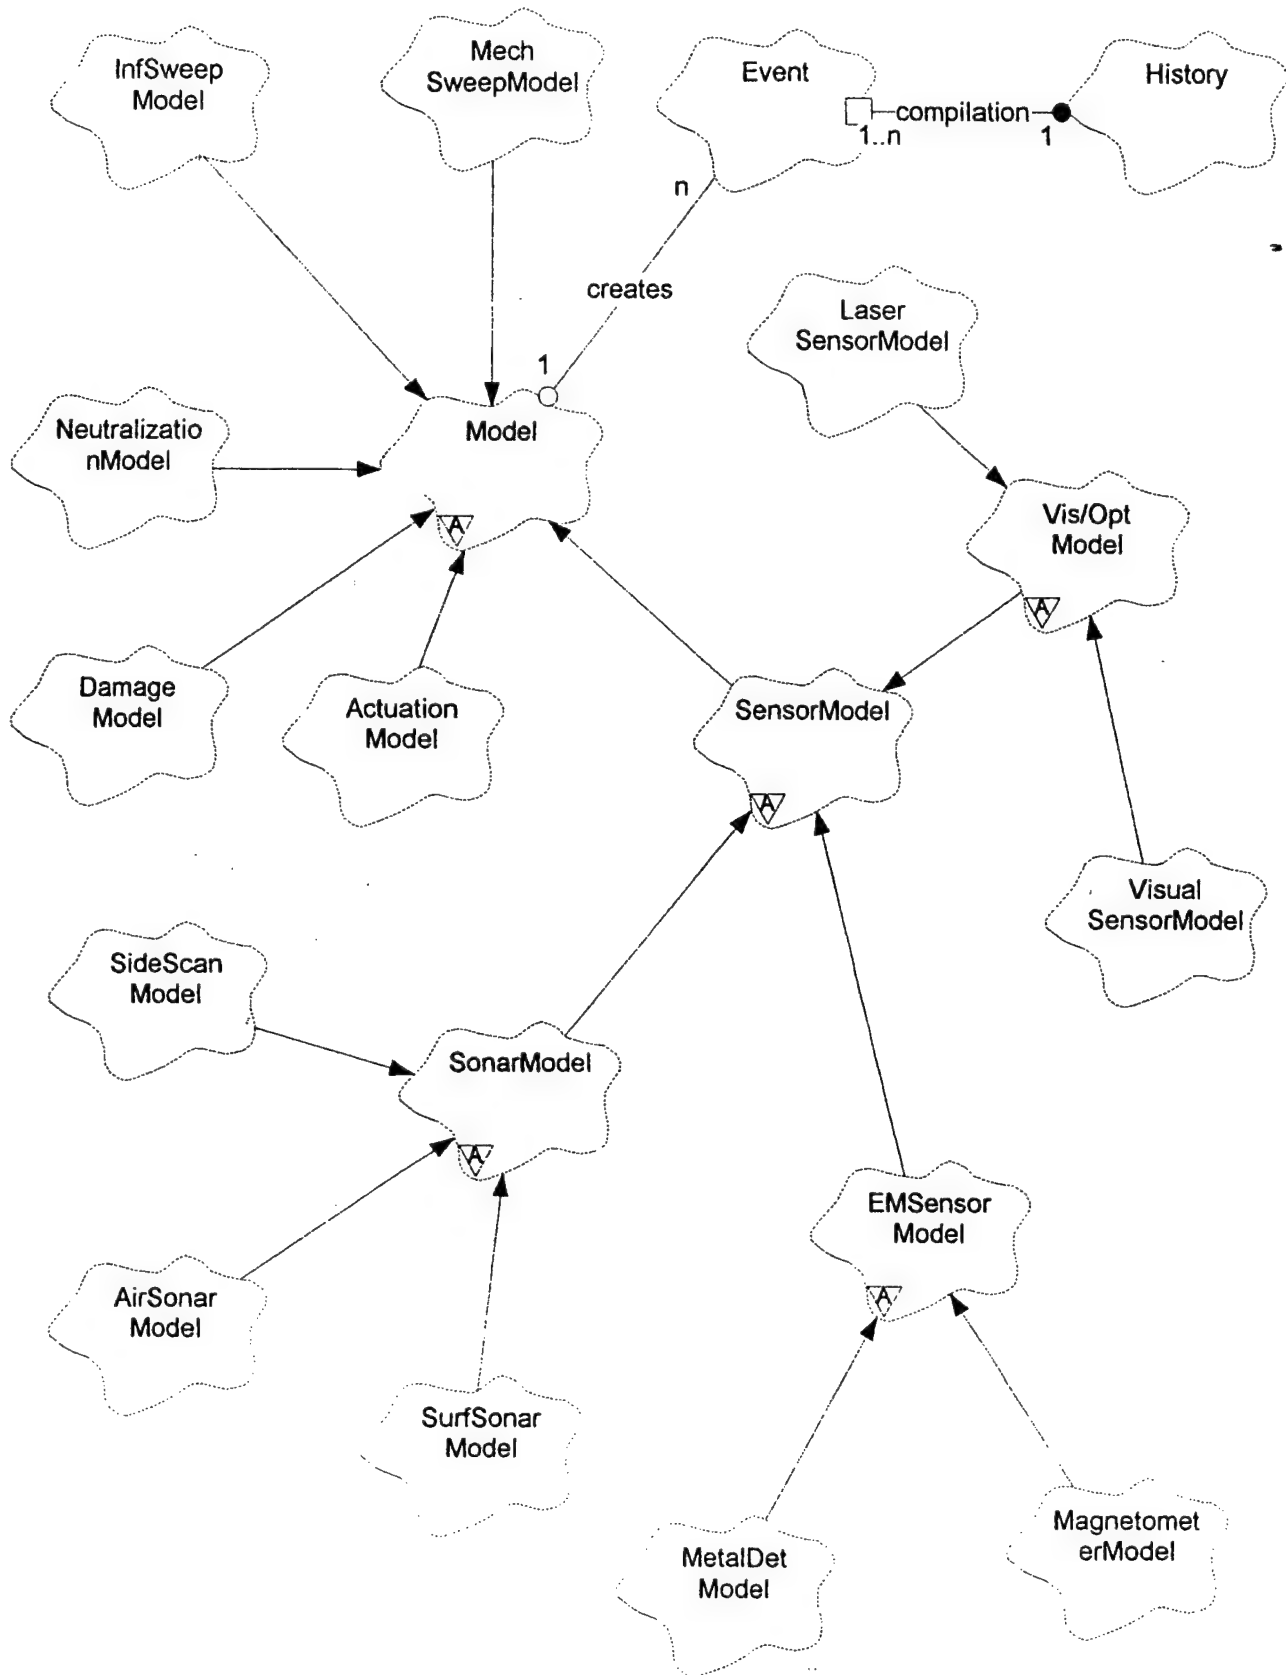 InfSweep
Model
Mech
SweepModel
Event
History
compilation
1..n
1
n
creates
1
Laser
SensorModel
Neutralizatio
nModel
Model
A
Vis/Opt
Model
A
Damage
Model
Actuation
Model
SensorModel
A
Visual
SensorModel
SideScan
Model
SonarModel
A
EMSensor
Model
A
AirSonar
Model
SurfSonar
Model
MetalDet
Model
Magnetomet
erModel